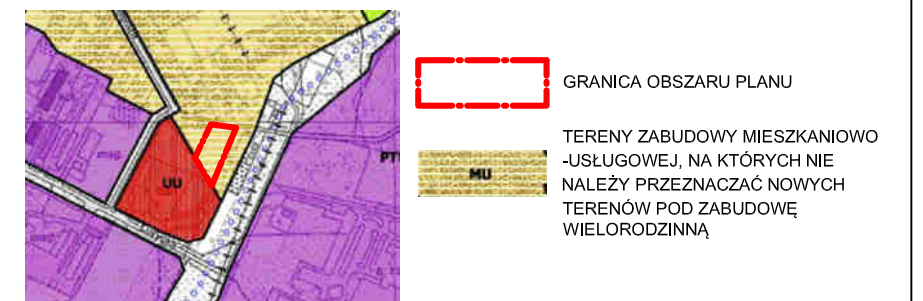 mag.
UU
GRANICA OBSZARU PLANU
MU
TERENY ZABUDOWY MIESZKANIOWO
-USŁUGOWEJ, NA KTÓRYCH NIE
NALEŻY PRZEZNACZAĆ NOWYCH
TERENÓW POD ZABUDOWĘ
WIELORODZINNĄ